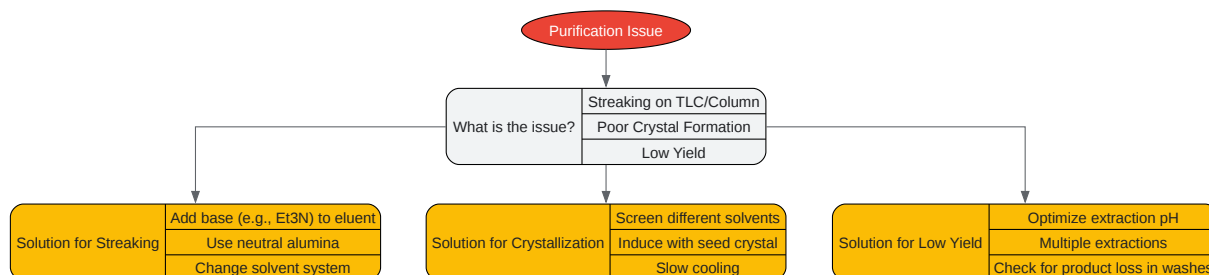 Purification Issue
What is the issue?
Streaking on TLC/Column
Poor Crystal Formation
Low Yield
Solution for Streaking
Add base (e.g., Et3N) to eluent
Use neutral alumina
Change solvent system
Solution for Crystallization
Screen different solvents
Induce with seed crystal
Slow cooling
Solution for Low Yield
Optimize extraction pH
Multiple extractions
Check for product loss in washes